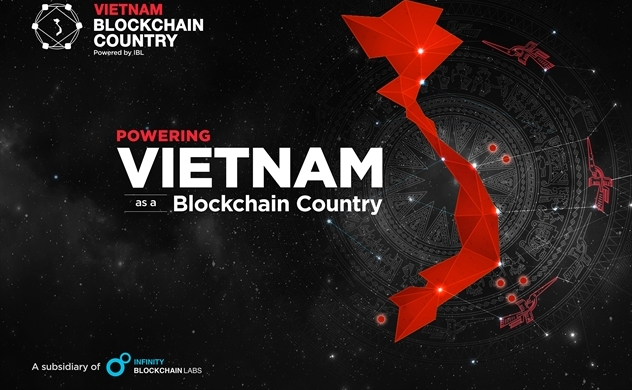 VIETNAM
BLOCKCHAIN
COUNTRY
Powered by IBL
POWERING
VIETNAM
as a Blockchain Country
A subsidiary of INFINITY
BLOCKCHAIN LABS